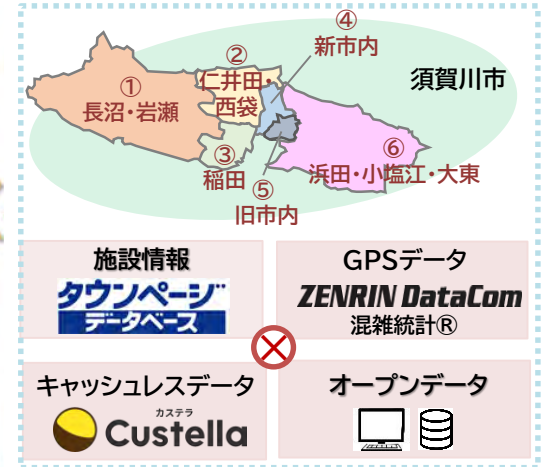 ④
新市内
②
仁井田・
西袋
須賀川市
①
長沼・岩瀬
③
稲田
⑥
浜田・小塩江・大東
⑤
旧市内
施設情報
タウンページ
データベース
GPSデータ
ZENRIN DataCom
混雑統計®
キャッシュレスデータ
カステラ
Custella
オープンデータ